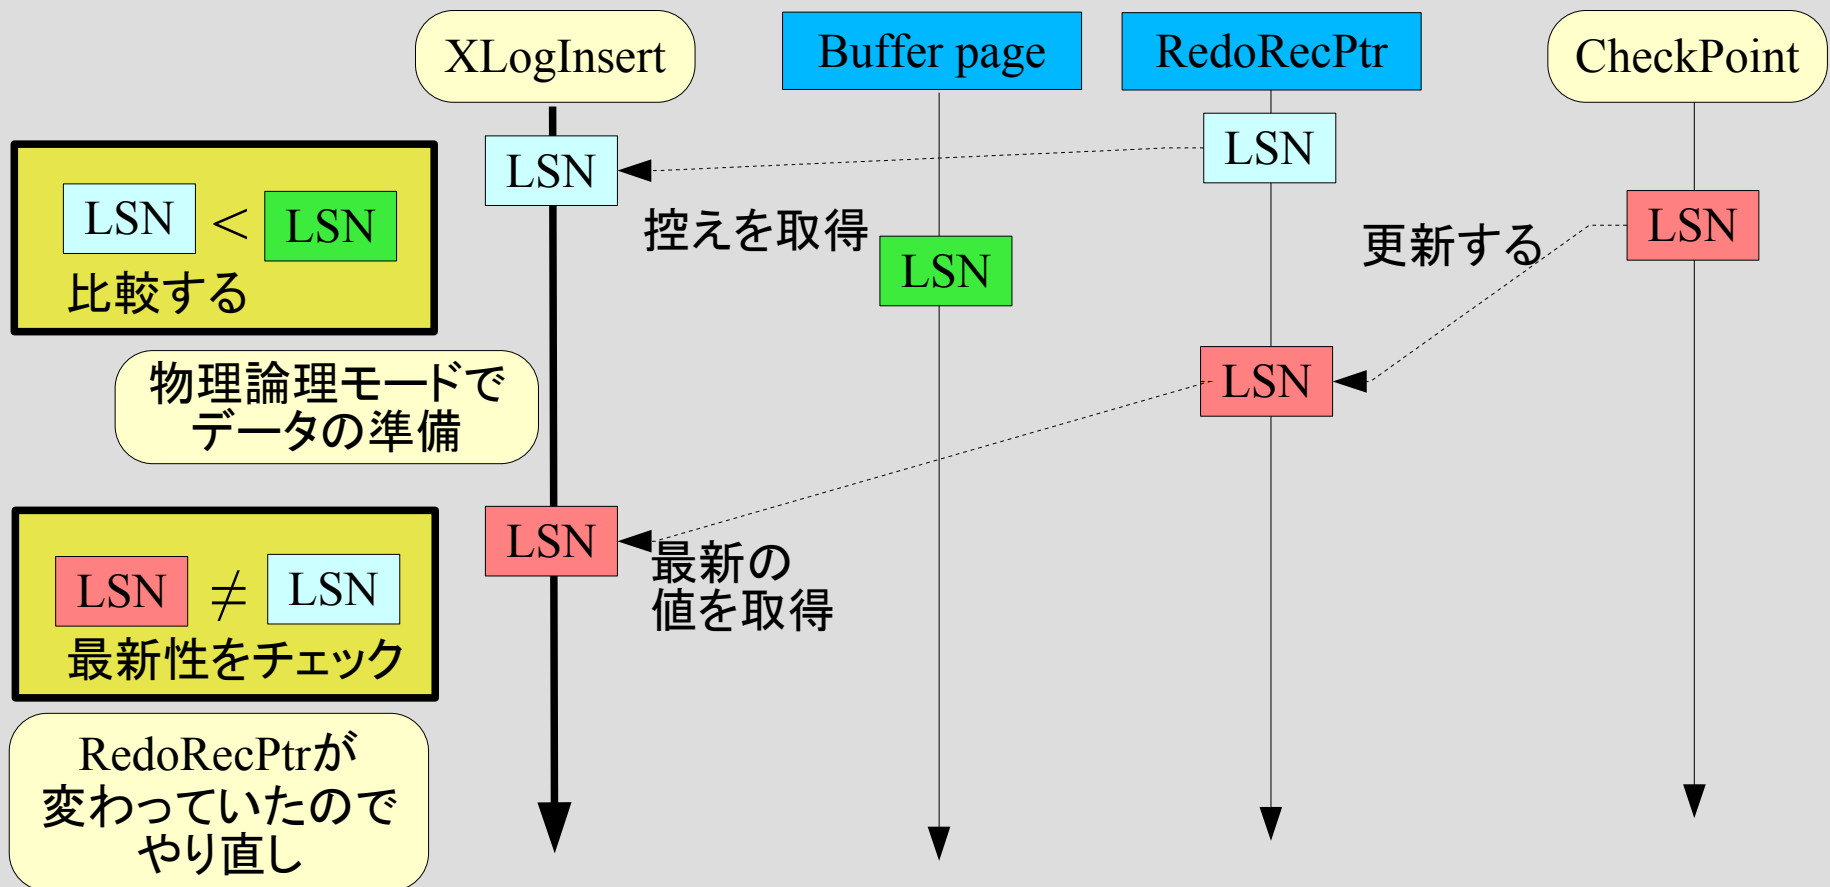 XLogInsert
Buffer page
RedoRecPtr
CheckPoint
LSN
LSN
控えを取得
LSN < LSN
比較する
LSN
更新する
LSN
物理論理モードで
データの準備
LSN
LSN
最新の
値を取得
LSN ≠ LSN
最新性をチェック
RedoRecPtrが
変わっていたので
やり直し